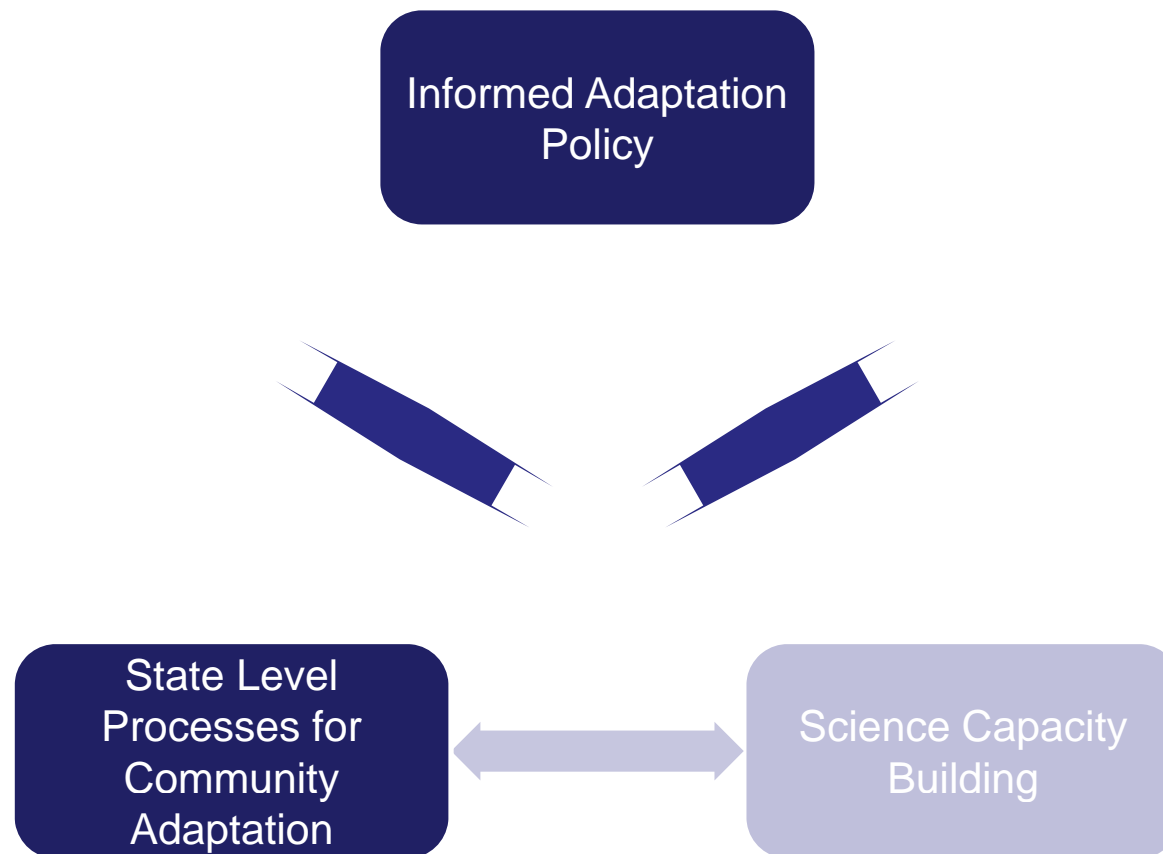 Informed Adaptation
Policy
State Level
Processes for
Community
Adaptation
Science Capacity
Building